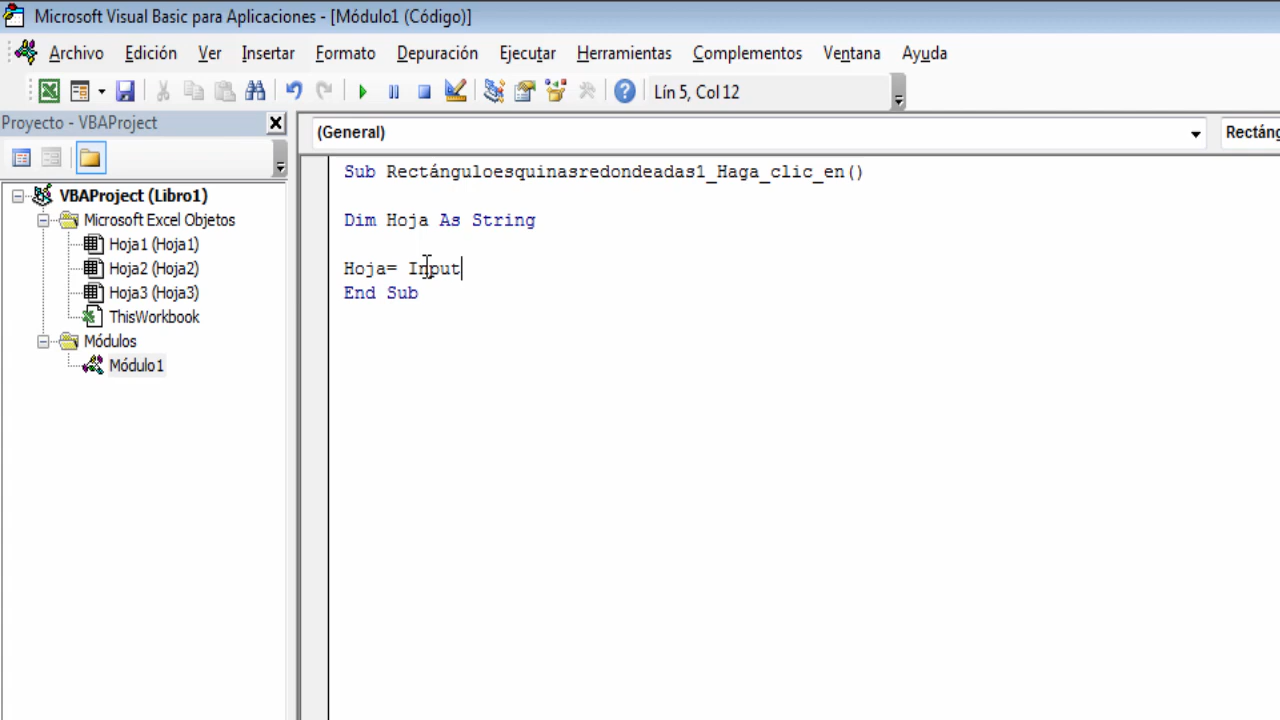 Microsoft Visual Basic para Aplicaciones - [Módulo1 (Código)]
Archivo Edición Ver Insertar Formato Depuración Ejecutar Herramientas Complementos Ventana Ayuda
Lín 5, Col 12
Proyecto - VBAProject
(General)
Rectáng
VBAProject (Libro1)
Microsoft Excel Objetos
Hoja1 (Hoja1)
Hoja2 (Hoja2)
Hoja3 (Hoja3)
ThisWorkbook
Módulos
Módulo1
Sub Rectánguloesquinasredondeadas1_Haga_clic_en()
Dim Hoja As String
Hoja= Input
End Sub